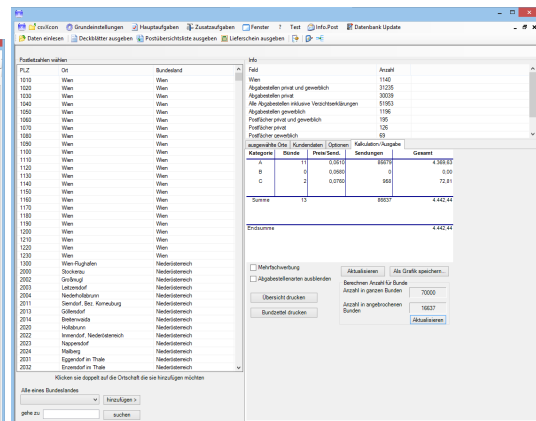 csvXcon Grundeinstellungen Hauptaufgaben Zusatzaufgaben Fenster ? Test Info.Post Datenbank Update
Daten einlesen Deckblätter ausgeben Postübersichtsliste ausgeben Lieferschein ausgeben
Postleitzahlen wählen
PLZ Ort Bundesland
1010 Wien Wien
1020 Wien Wien
1030 Wien Wien
1040 Wien Wien
1050 Wien Wien
1060 Wien Wien
1070 Wien Wien
1080 Wien Wien
1090 Wien Wien
1100 Wien Wien
1110 Wien Wien
1120 Wien Wien
1130 Wien Wien
1140 Wien Wien
1150 Wien Wien
1160 Wien Wien
1170 Wien Wien
1180 Wien Wien
1190 Wien Wien
1200 Wien Wien
1210 Wien Wien
1220 Wien Wien
1230 Wien Wien
1300 Wien-Flughafen Niederösterreich
2000 Stockerau Niederösterreich
2002 Großmugl Niederösterreich
2003 Leitzersdorf Niederösterreich
2004 Niederhollabrunn Niederösterreich
2011 Sierndorf, Bez. Korneuburg Niederösterreich
2013 Göllersdorf Niederösterreich
2014 Breitenwaida Niederösterreich
2020 Hollabrunn Niederösterreich
2022 Immendorf, Niederösterreich Niederösterreich
2023 Nappersdorf Niederösterreich
2024 Mailberg Niederösterreich
2031 Eggendorf im Thale Niederösterreich
2032 Enzersdorf im Thale Niederösterreich
Klicken sie doppelt auf die Ortschaft die sie hinzufügen möchten
Alle eines Bundeslandes
hinzufügen >
gehe zu
suchen
Info
Feld Anzahl
Wien 1140
Abgabestellen privat und gewerblich 31235
Abgabestellen privat 30039
Alle Abgabestellen inklusive Verzichtserklärungen 51953
Abgabestellen gewerblich 1196
Postfächer privat und gewerblich 195
Postfächer privat 126
Postfächer gewerblich 69
ausgewählte Orte Kundendaten Optionen Kalkulation/Ausgabe
Kategorie Bünde Preis/Send. Sendungen Gesamt
A 11 0,0510 85679 4.369,63
B 0 0,0580 0 0,00
C 2 0,0760 958 72,81
Summe 13 86637 4.442,44
Endsumme 4.442,44
Mehrfachwerbung
Abgabestellenarten ausblenden
Aktualisieren
Als Grafik speichern...
Übersicht drucken
Bundzettel drucken
Berechnen Anzahl für Bunde
Anzahl in ganzen Bunden 70000
Anzahl in angebrochenen Bunden 16637
Aktualisieren